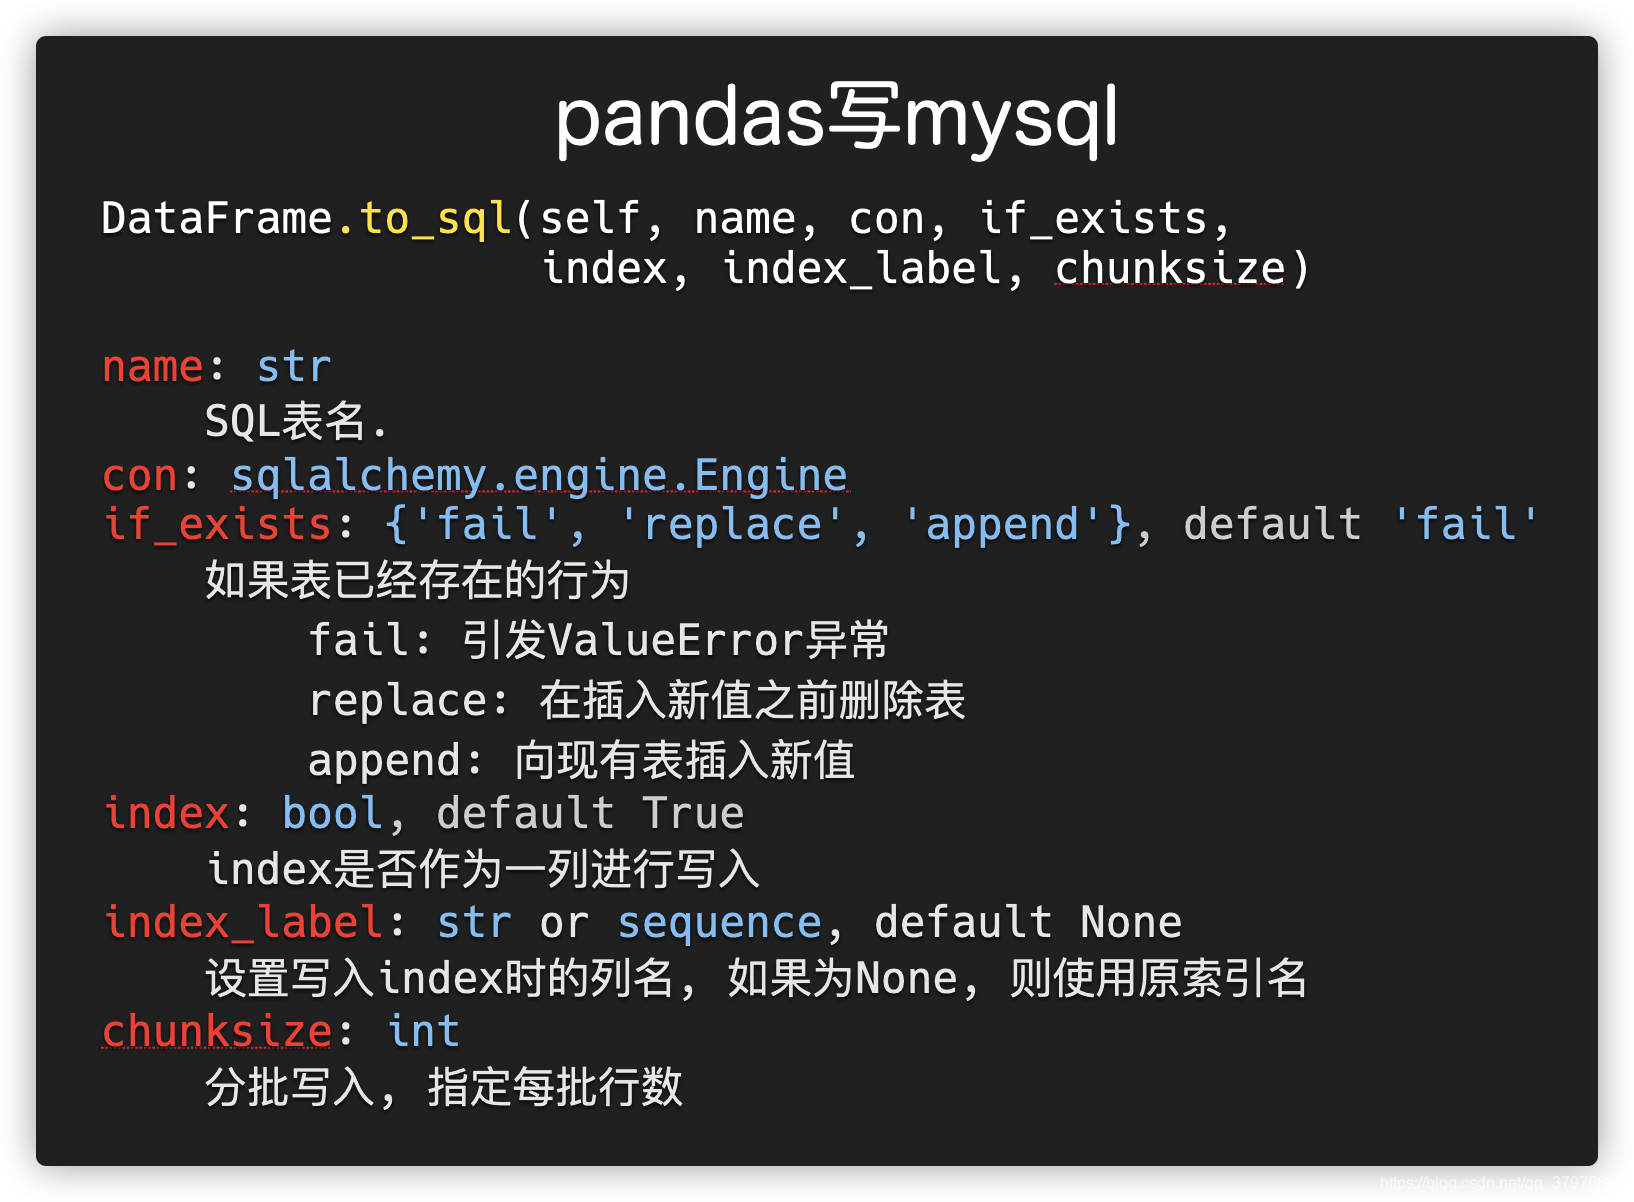 pandas写mysql
DataFrame.to_sql(self, name, con, if_exists,
index, index_label, chunksize)
name: str
SQL表名.
con: sqlalchemy.engine.Engine
if_exists: {'fail', 'replace', 'append'}, default 'fail'
如果表已经存在的行为
fail: 引发ValueError异常
replace: 在插入新值之前删除表
append: 向现有表插入新值
index: bool, default True
index是否作为一列进行写入
index_label: str or sequence, default None
设置写入index时的列名, 如果为None, 则使用原索引名
chunksize: int
分批写入, 指定每批行数